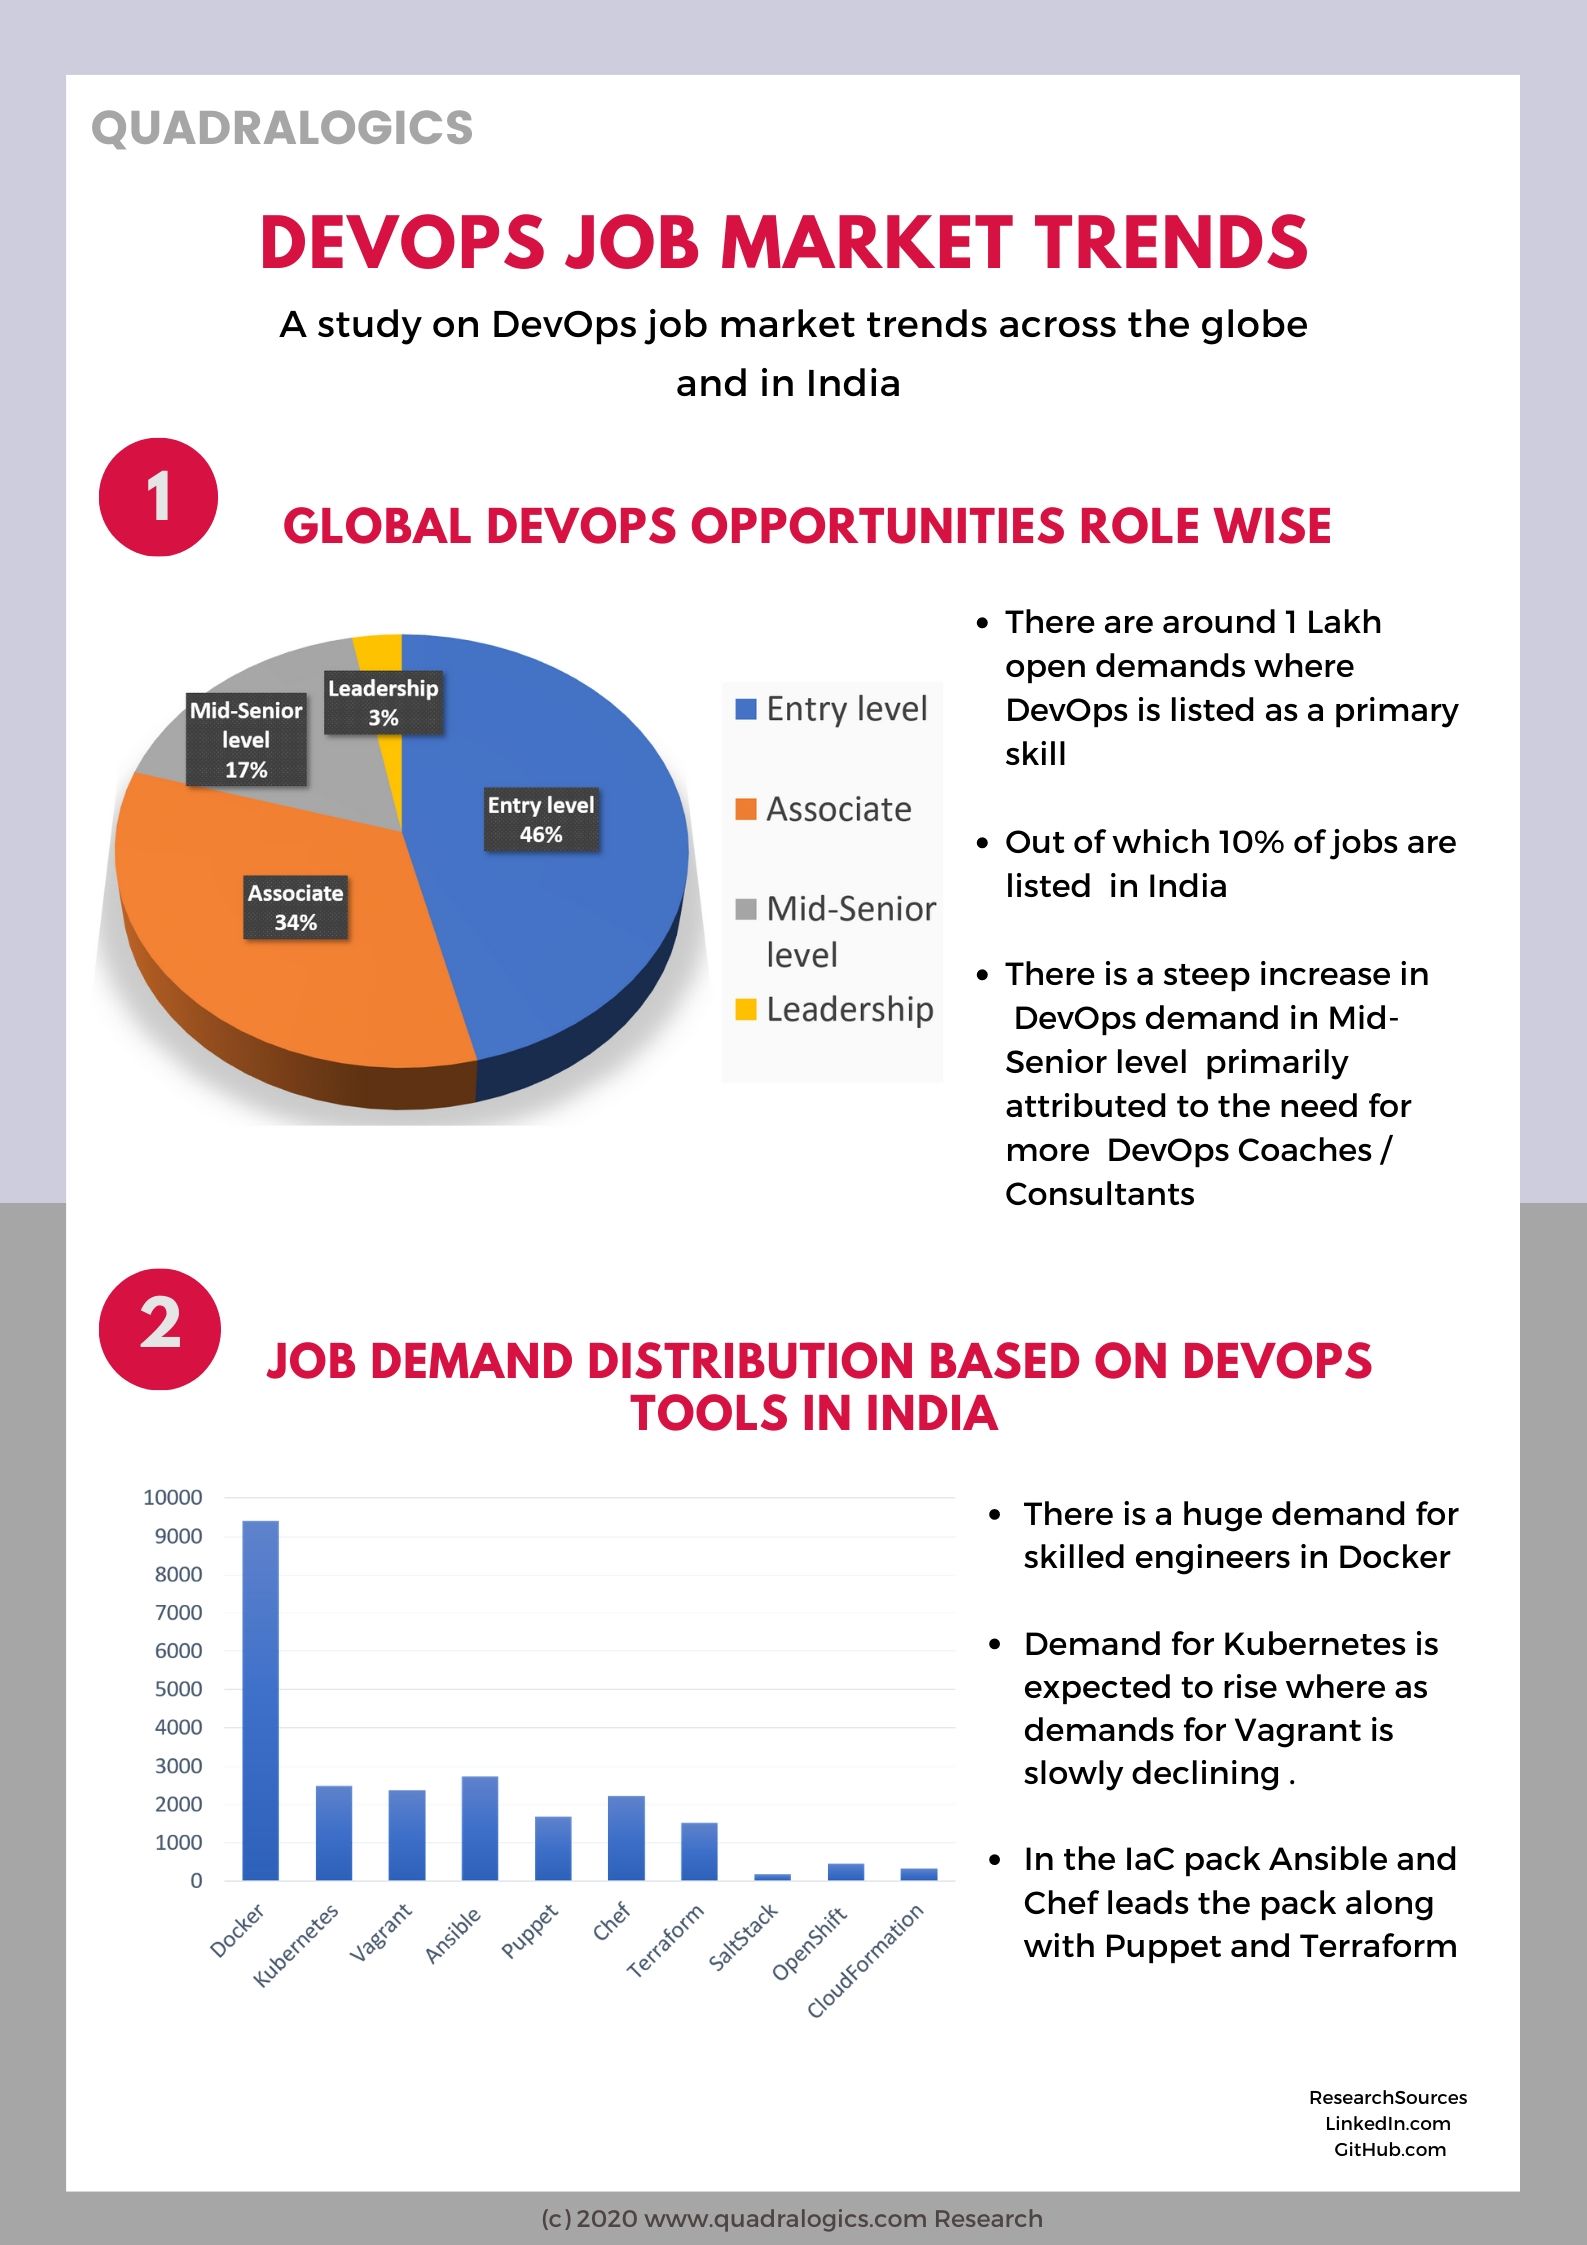 QUADRALOGICS
DEVOPS JOB MARKET TRENDS
A study on DevOps job market trends across the globe
and in India
1
GLOBAL DEVOPS OPPORTUNITIES ROLE WISE
Leadership
3%
Mid-Senior
level
17%
Entry level
46%
Associate
34%
Entry level
Associate
Mid-Senior
level
Leadership
• There are around 1 Lakh
open demands where
DevOps is listed as a primary
skill
• Out of which 10% of jobs are
listed in India
• There is a steep increase in
DevOps demand in Mid-
Senior level primarily
attributed to the need for
more DevOps Coaches /
Consultants
2
JOB DEMAND DISTRIBUTION BASED ON DEVOPS
TOOLS IN INDIA
10000
9000
8000
7000
6000
5000
4000
3000
2000
1000
0
Docker
Kubernetes
Vagrant
Ansible
Puppet
Chef
Terraform
SaltStack
OpenShift
CloudFormation
• There is a huge demand for
skilled engineers in Docker
• Demand for Kubernetes is
expected to rise where as
demands for Vagrant is
slowly declining .
• In the IaC pack Ansible and
Chef leads the pack along
with Puppet and Terraform
ResearchSources
LinkedIn.com
GitHub.com
(c) 2020 www.quadralogics.com Research